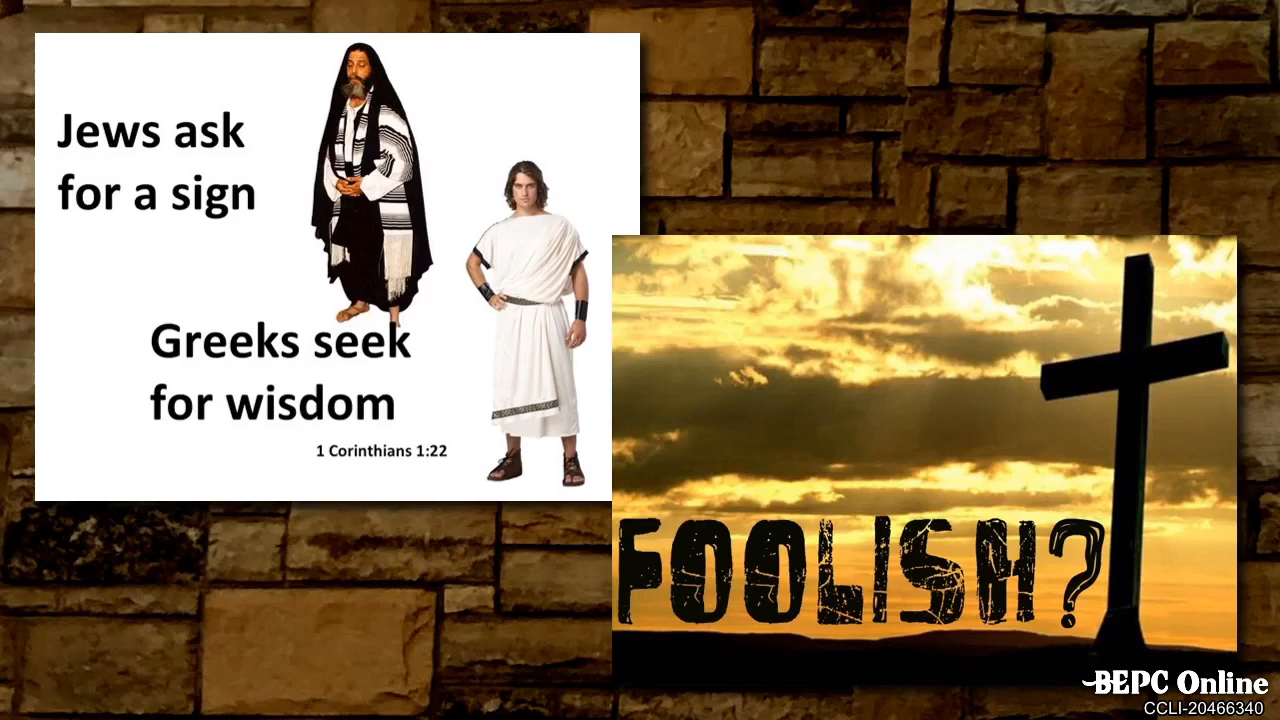 Jews ask
for a sign
Greeks seek
for wisdom
1 Corinthians 1:22
FOOLISH?
BEPC Online
CCLI-20466340